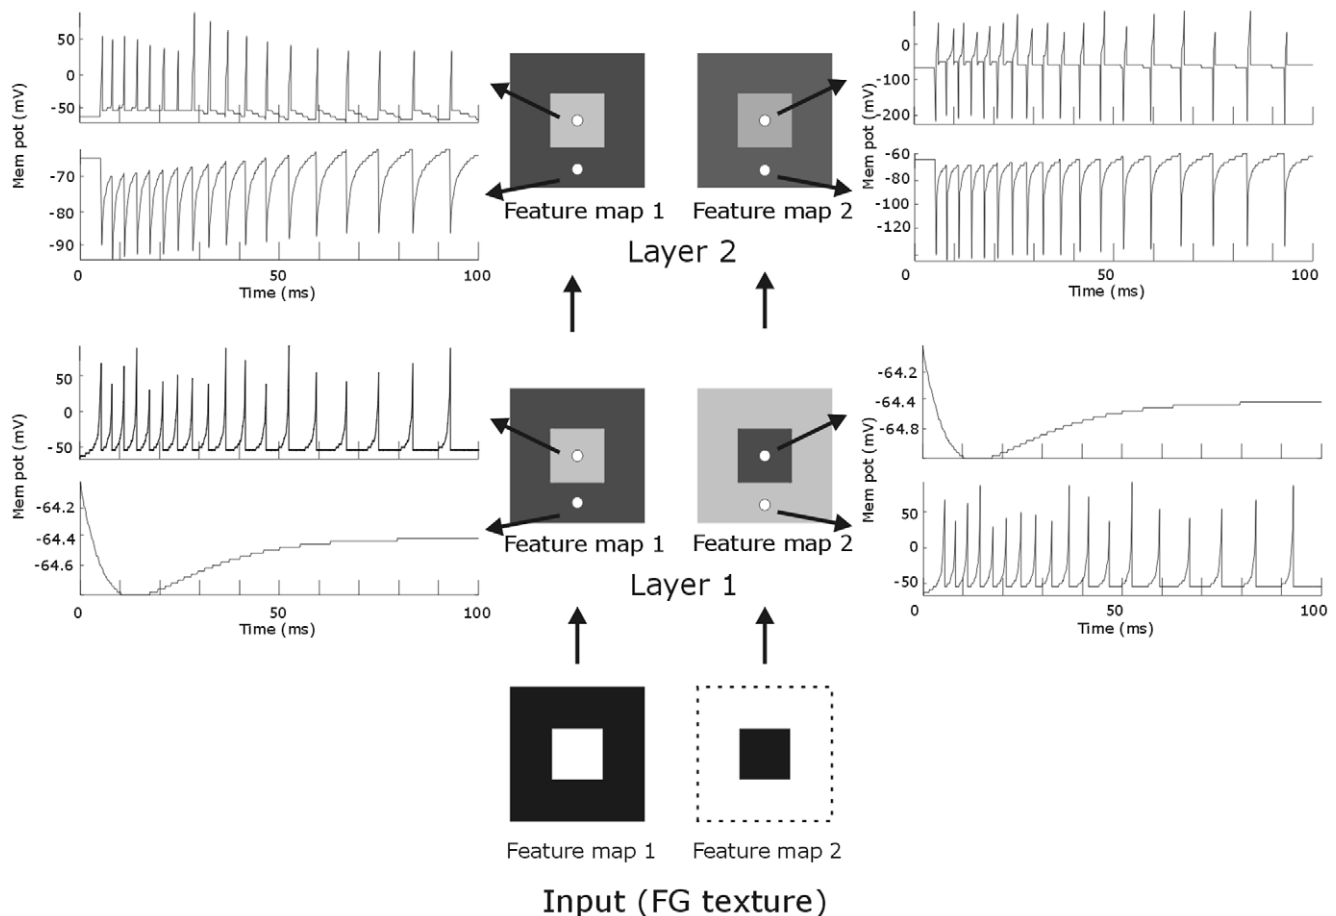 50
0
-50
Mem pot (mV)
-70
-80
-90
0
50
100
Time (ms)
Feature map 1
Feature map 2
Layer 2
0
-100
-200
Mem pot (mV)
-60
-80
-100
-120
0
50
100
Time (ms)
50
0
-50
Mem pot (mV)
-64.2
-64.4
-64.6
0
50
100
Time (ms)
Feature map 1
Feature map 2
Layer 1
-64.2
-64.4
-64.8
Mem pot (mV)
50
0
-50
0
50
100
Time (ms)
Feature map 1
Feature map 2
Input (FG texture)